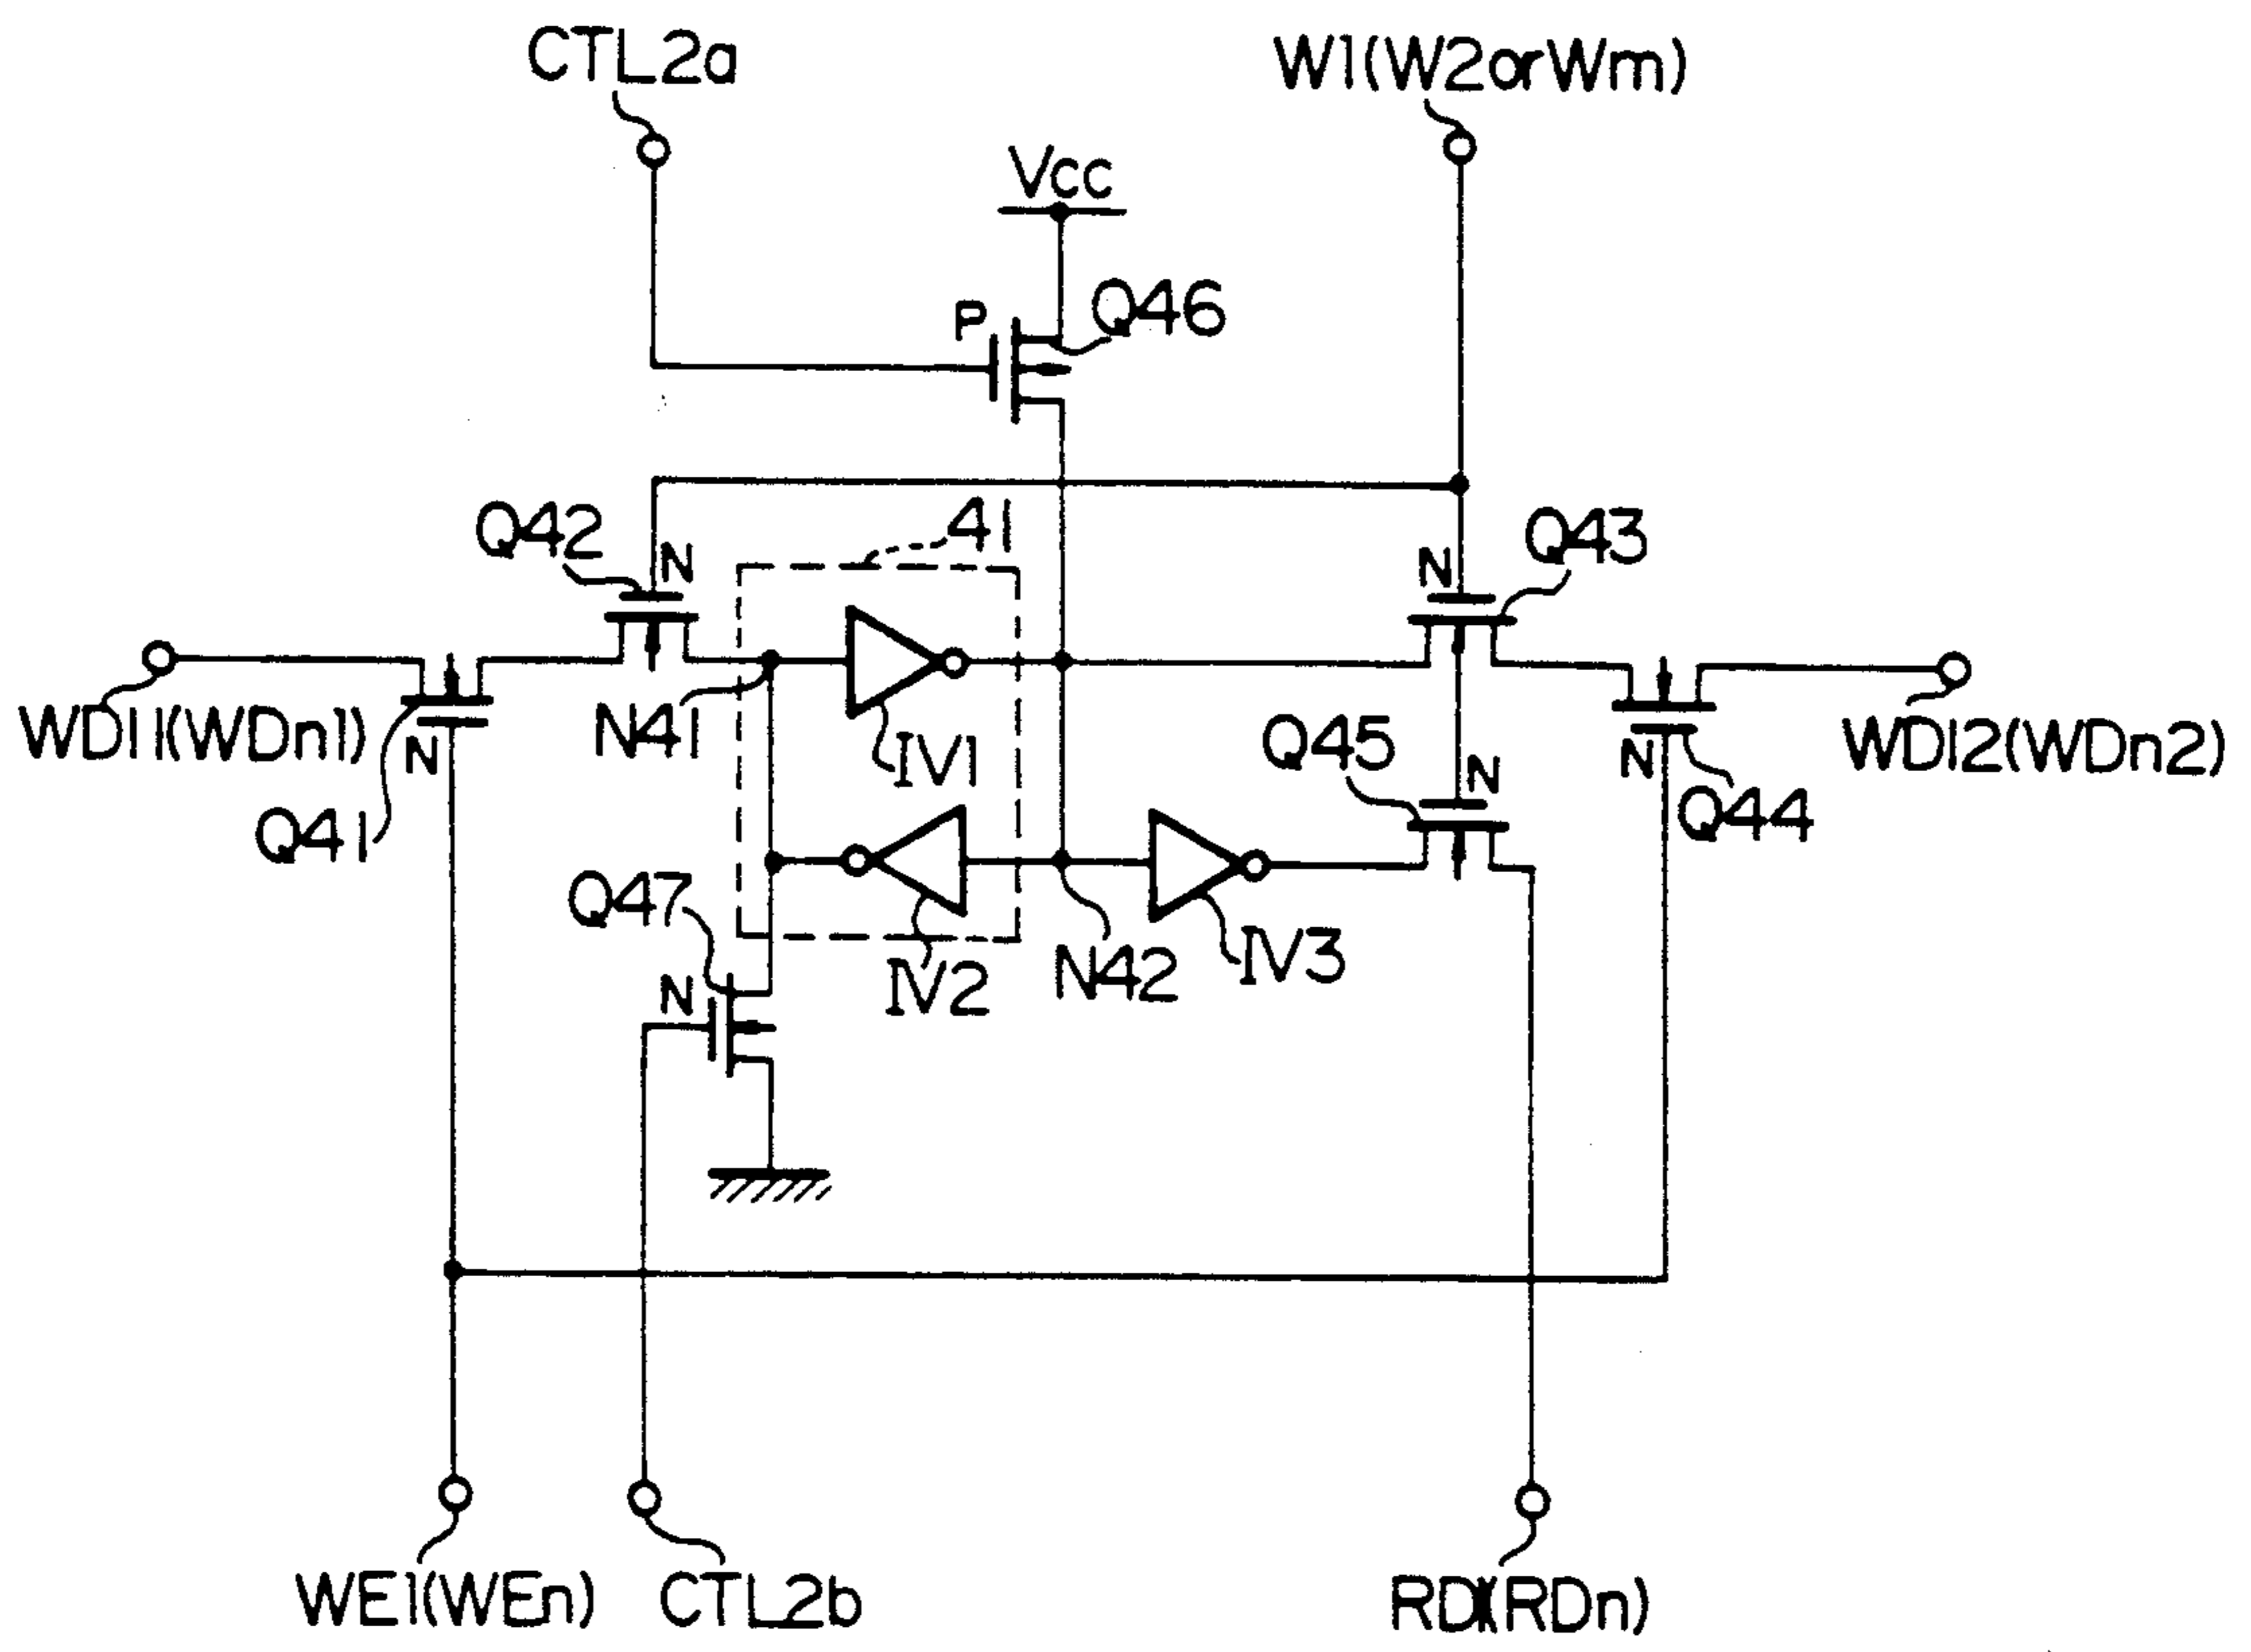 CTL2a
W1(W2orWm)
Vcc
P
Q46
Q42
N
41
N
Q43
WD11(WDn1)
N
N41
IV1
Q45
N
N
WD12(WDn2)
Q41
Q44
Q47
N
IV2
N42
IV3
WE1(WEn)
CTL2b
RD1(RDn)